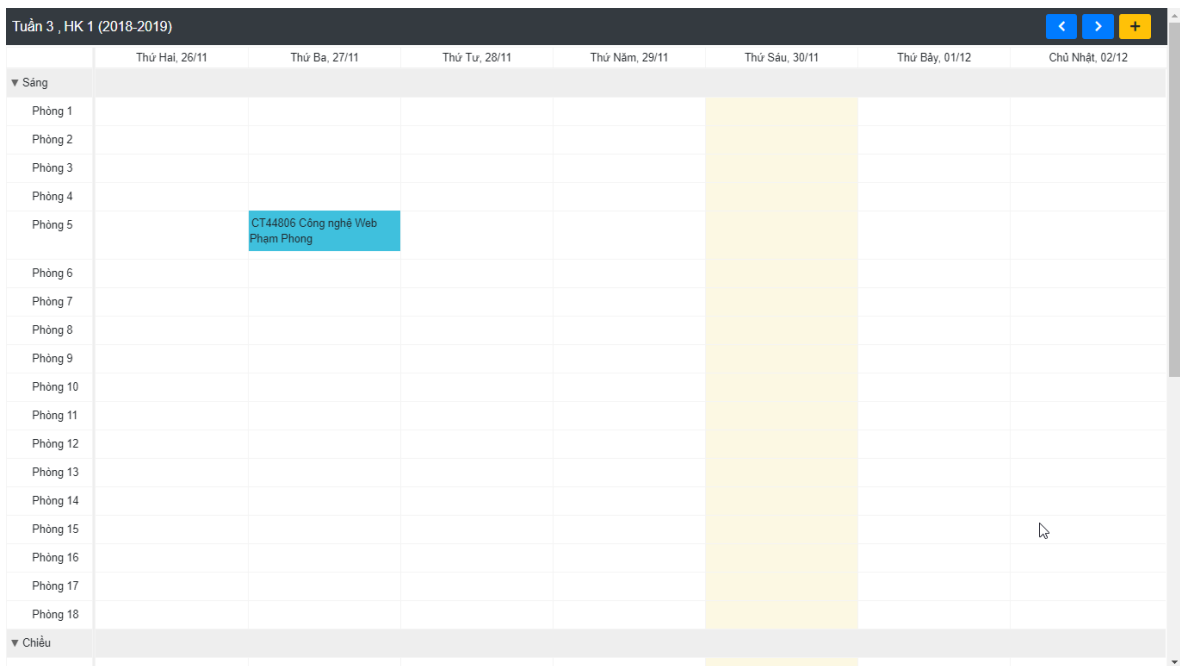 Tuần 3 , HK 1 (2018-2019)
Thứ Hai, 26/11 Thứ Ba, 27/11 Thứ Tư, 28/11 Thứ Năm, 29/11 Thứ Sáu, 30/11 Thứ Bảy, 01/12 Chủ Nhật, 02/12
▼ Sáng
Phòng 1
Phòng 2
Phòng 3
Phòng 4
Phòng 5 CT44806 Công nghệ Web
Phạm Phong
Phòng 6
Phòng 7
Phòng 8
Phòng 9
Phòng 10
Phòng 11
Phòng 12
Phòng 13
Phòng 14
Phòng 15
Phòng 16
Phòng 17
Phòng 18
▼ Chiều